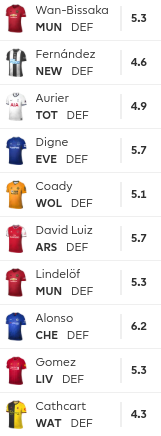 Wan-Bissaka
MUN DEF
5.3
Fernández
NEW DEF
4.6
Aurier
TOT DEF
4.9
Digne
EVE DEF
5.7
Coady
WOL DEF
5.1
David Luiz
ARS DEF
5.7
Lindelöf
MUN DEF
5.3
Alonso
CHE DEF
6.2
Gomez
LIV DEF
5.3
Cathcart
WAT DEF
4.3